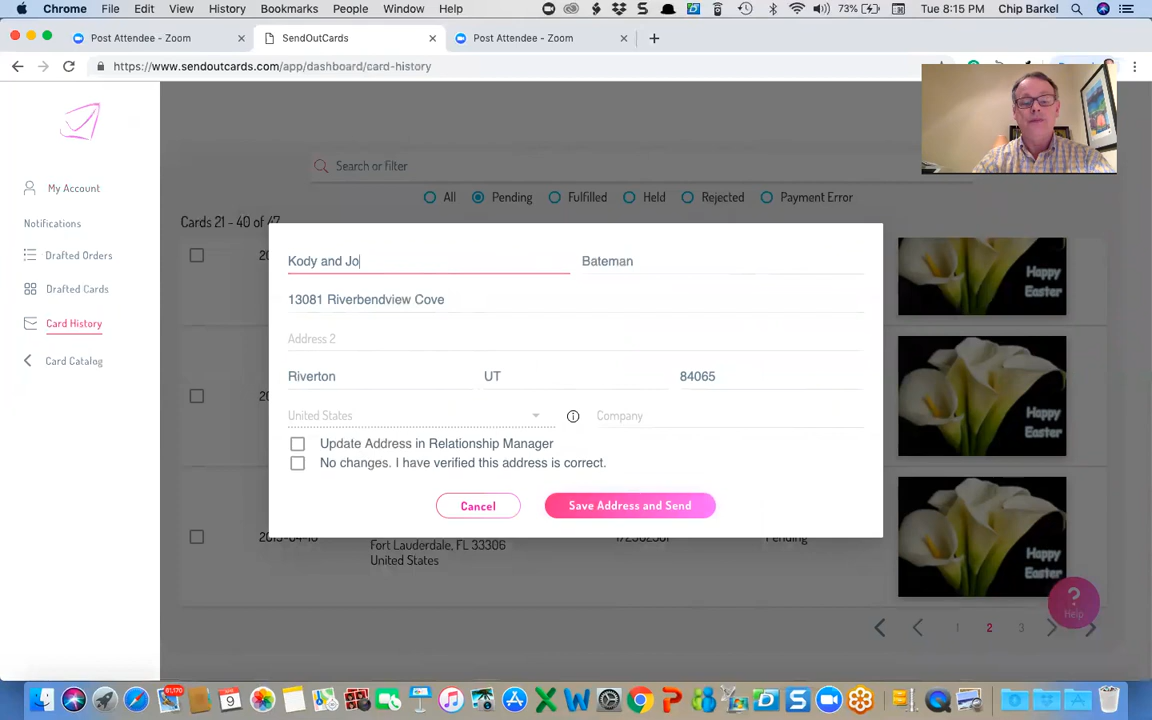 Chrome File Edit View History Bookmarks People Window Help 73% Tue 8:15 PM Chip Barkel
Post Attendee - Zoom SendOutCards Post Attendee - Zoom
https://www.sendoutcards.com/app/dashboard/card-history
My Account
Notifications
Drafted Orders
Drafted Cards
Card History
Card Catalog
Search or filter
All Pending Fulfilled Held Rejected Payment Error
Cards 21 - 40 of 47
Kody and Jo Bateman
13081 Riverbendview Cove
Address 2
Riverton UT 84065
United States Company
Update Address in Relationship Manager
No changes. I have verified this address is correct.
Cancel Save Address and Send
Fort Lauderdale, FL 33306
United States
Pending
Happy
Easter
Happy
Easter
Happy
Easter
?
Help
1 2 3
61,170
TUE
9